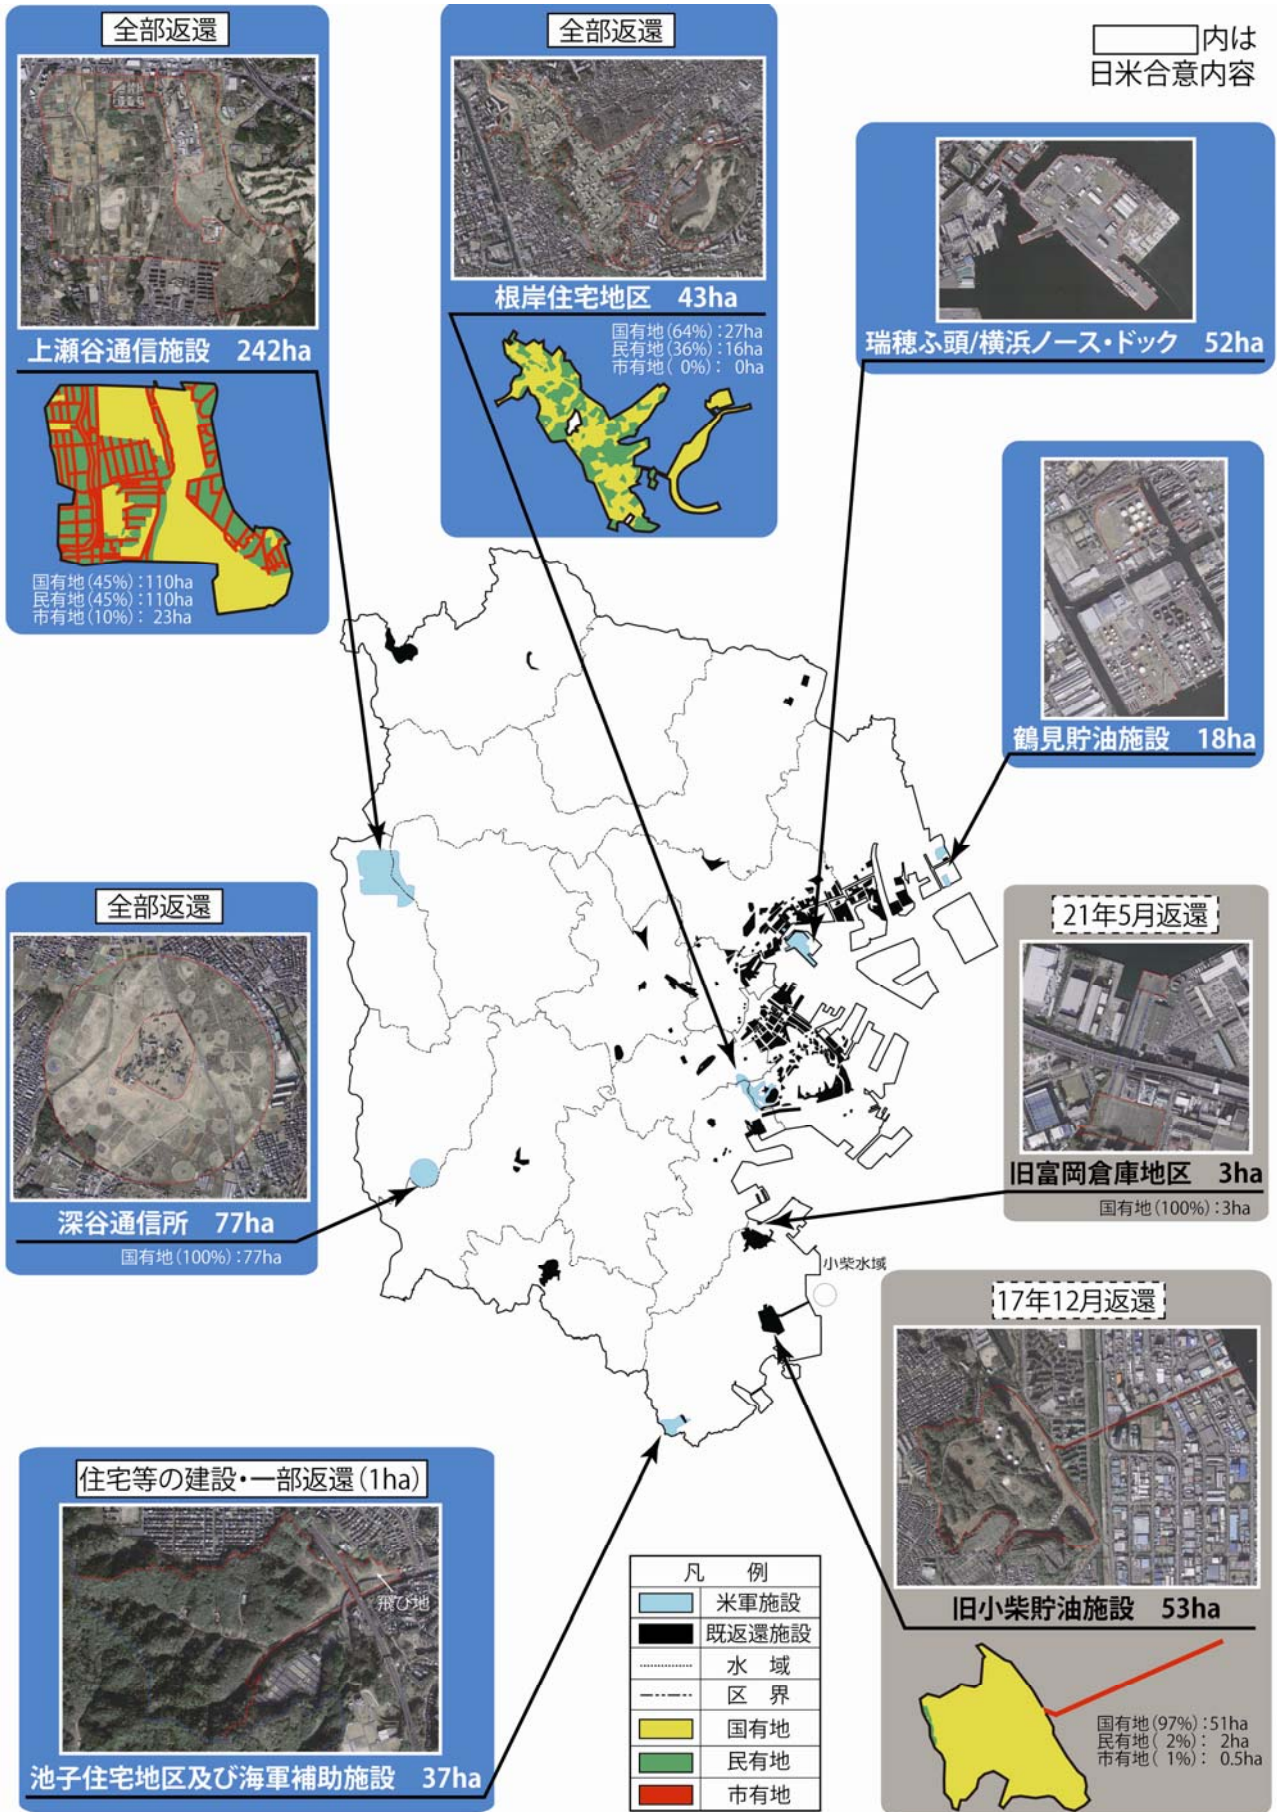 全部返還
上瀬谷通信施設 242ha
国有地(45%):110ha
民有地(45%):110ha
市有地(10%): 23ha
全部返還
根岸住宅地区 43ha
国有地(64%):27ha
民有地(36%):16ha
市有地( 0%): 0ha
内は
日米合意内容
瑞穂ふ頭/横浜ノース・ドック 52ha
鶴見貯油施設 18ha
全部返還
深谷通信所 77ha
国有地(100%):77ha
21年5月返還
旧富岡倉庫地区 3ha
国有地(100%):3ha
小柴水域
17年12月返還
旧小柴貯油施設 53ha
国有地(97%):51ha
民有地( 2%): 2ha
市有地( 1%): 0.5ha
住宅等の建設・一部返還(1ha)
飛び地
池子住宅地区及び海軍補助施設 37ha
凡 例
米軍施設
既返還施設
水 域
区 界
国有地
民有地
市有地